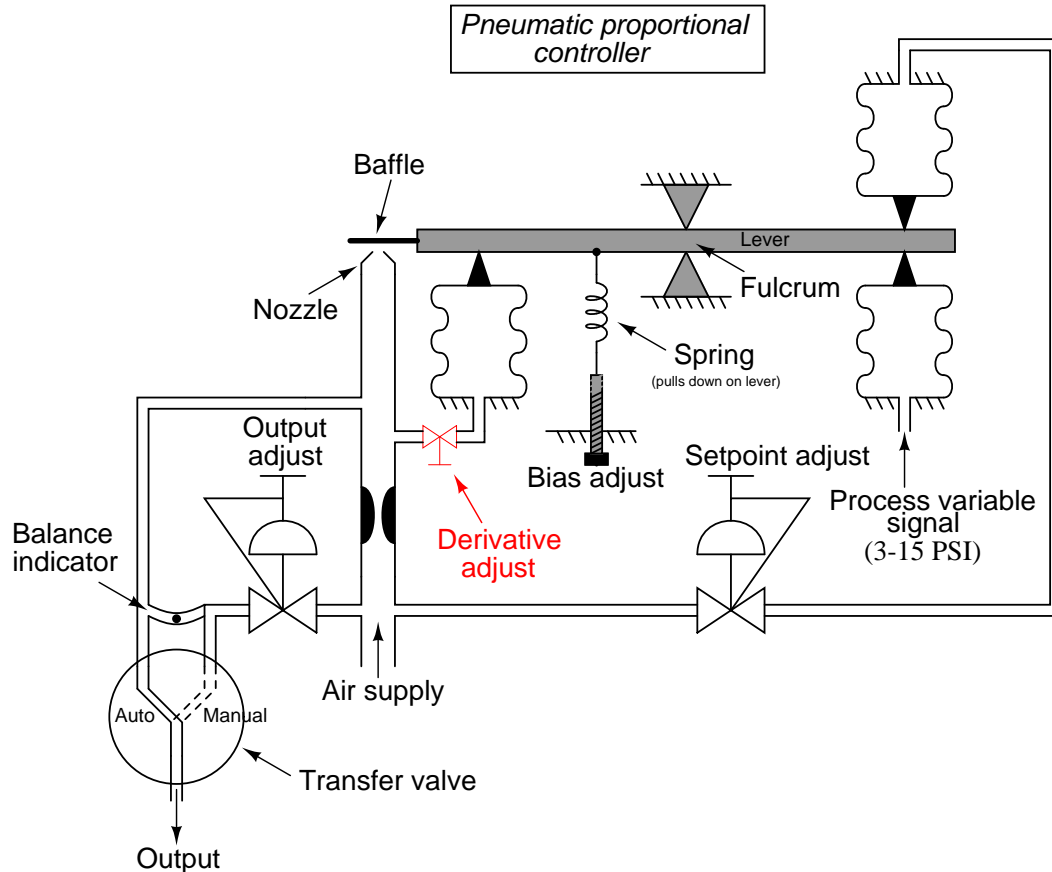 Pneumatic proportional
controller
Baffle
Lever
Nozzle
Fulcrum
Spring
(pulls down on lever)
Output
adjust
Bias adjust
Setpoint adjust
Process variable
signal
(3-15 PSI)
Derivative
adjust
Balance
indicator
Air supply
Auto
Manual
Transfer valve
Output